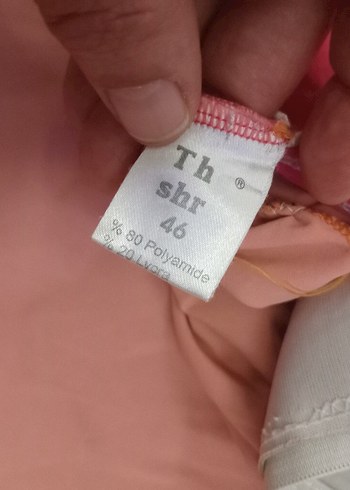 Th
shr ®
46
% 80 Polyamide
% 20 Lycra